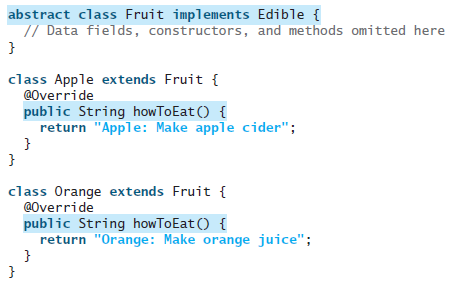 abstract class Fruit implements Edible {
  // Data fields, constructors, and methods omitted here
}
class Apple extends Fruit {
  @Override
  public String howToEat() {
    return "Apple: Make apple cider";
  }
}
class Orange extends Fruit {
  @Override
  public String howToEat() {
    return "Orange: Make orange juice";
  }
}